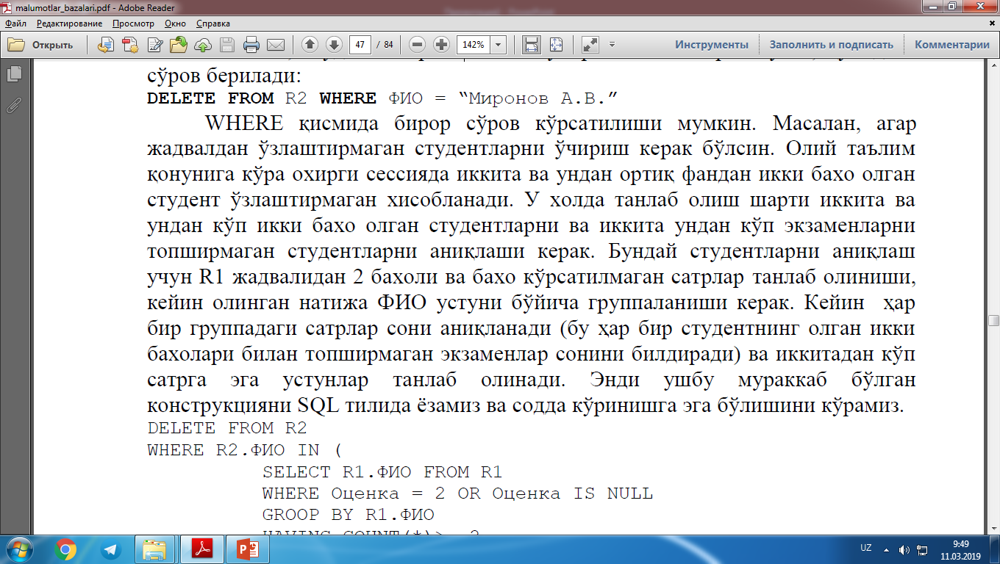 malumotlar_bazalari.pdf - Adobe Reader
Файл Редактирование Просмотр Окно Справка
Открыть 47 / 84 142% Инструменты Заполнить и подписать Комментарии
сўров берилади:
DELETE FROM R2 WHERE ФИО = “Миронов А.В.”
WHERE қисмида бирор сўров кўрсатилиши мумкин. Масалан, агар
жадвалдан ўзлаштирмаган студентларни ўчириш керак бўлсин. Олий таълим
қонунига кўра охирги сессияда иккита ва ундан ортиқ фандан икки бахо олган
студент ўзлаштирмаган хисобланади. У холда танлаб олиш шарти иккита ва
ундан кўп икки бахо олган студентларни ва иккита ундан кўп экзаменларни
топширмаган студентларни аниқлаши керак. Бундай студентларни аниқлаш
учун R1 жадвалидан 2 бахоли ва бахо кўрсатилмаган сатрлар танлаб олиниши,
кейин олинган натижа ФИО устуни бўйича группаланиши керак. Кейин ҳар
бир группадаги сатрлар сони аниқланади (бу ҳар бир студентнинг олган икки
бахолари билан топширмаган экзаменлар сонини билдиради) ва иккитадан кўп
сатрга эга устунлар танлаб олинади. Энди ушбу мураккаб бўлган
конструкцияни SQL тилида ёзамиз ва содда кўринишга эга бўлишини кўрамиз.
DELETE FROM R2
WHERE R2.ФИО IN (
SELECT R1.ФИО FROM R1
WHERE Оценка = 2 OR Оценка IS NULL
GROOP BY R1.ФИО
HAVING COUNT(*)>
UZ 9:49
11.03.2019